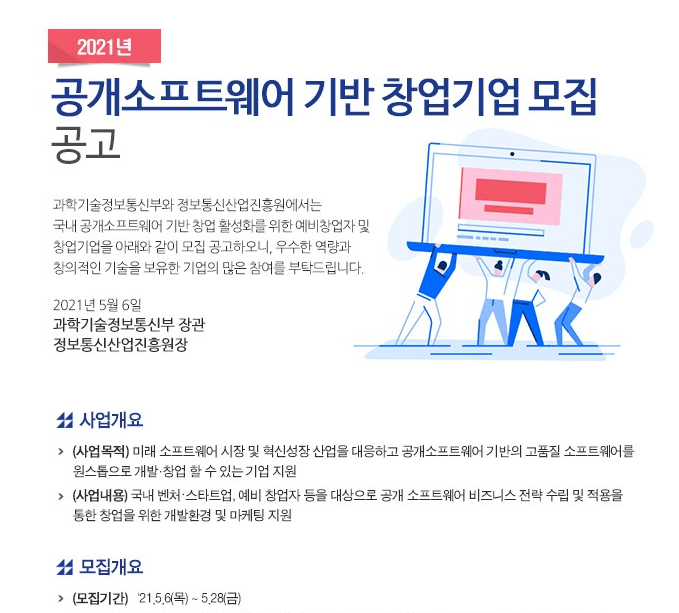 2021년
공개소프트웨어 기반 창업기업 모집
공고
과학기술정보통신부와 정보통신산업진흥원에서는
국내 공개소프트웨어 기반 창업 활성화를 위한 예비창업자 및
창업기업을 아래와 같이 모집 공고하오니, 우수한 역량과
창의적인 기술을 보유한 기업의 많은 참여를 부탁드립니다.
2021년 5월 6일
과학기술정보통신부 장관
정보통신산업진흥원장
사업개요
(사업목적) 미래 소프트웨어 시장 및 혁신성장 산업을 대응하고 공개소프트웨어 기반의 고품질 소프트웨어를
원스톱으로 개발·창업 할 수 있는 기업 지원
(사업내용) 국내 벤처·스타트업, 예비 창업자 등을 대상으로 공개 소프트웨어 비즈니스 전략 수립 및 적용을
통한 창업을 위한 개발환경 및 마케팅 지원
모집개요
(모집기간) '21.5.6(목) ~ 5.28(금)